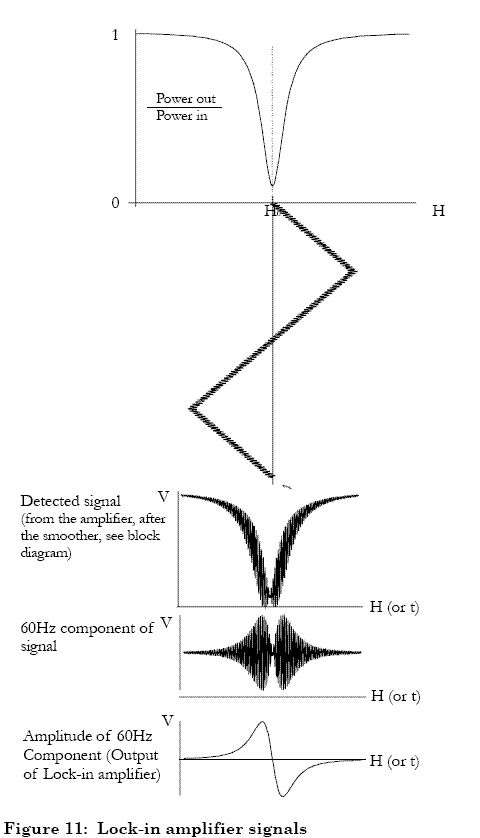 1
Power out
Power in
0
H
H
Detected signal
(from the amplifier, after
the smoother, see block
diagram)
V
H (or t)
60Hz component of
signal
V
H (or t)
Amplitude of 60Hz
Component (Output
of Lock-in amplifier)
V
H (or t)
Figure 11: Lock-in amplifier signals